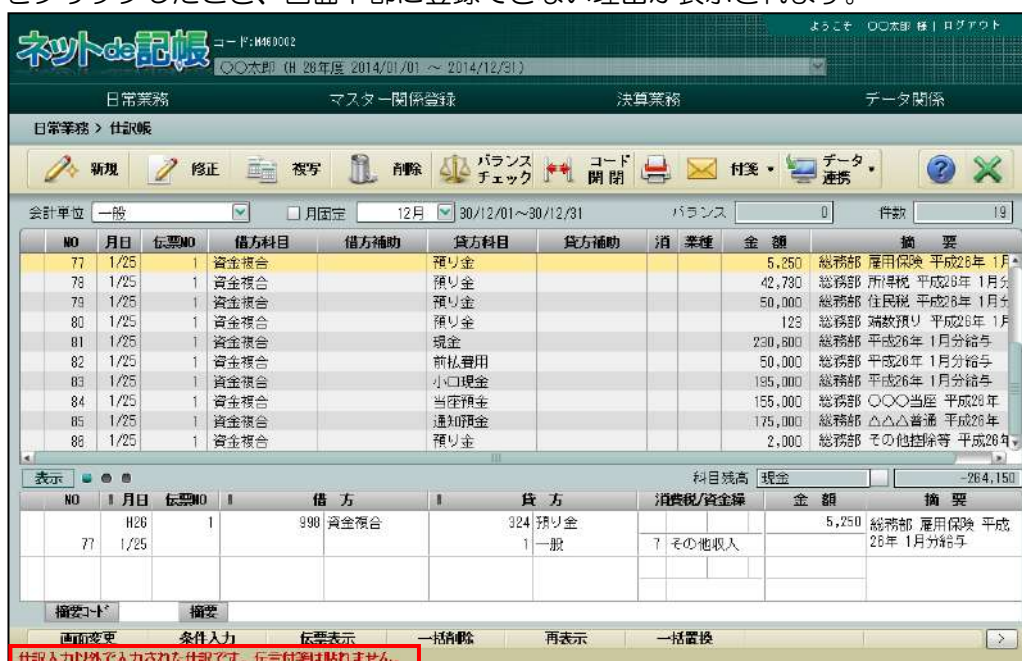 をクリックしたとき、画面下部に登録できない理由が表示されます。
ようこそ 〇〇太郎 様 | ログアウト
ネットde記帳 コード:M460002
〇〇太郎 (H 26年度 2014/01/01 ～ 2014/12/31)
日常業務 マスター関係登録 決算業務 データ関係
日常業務 > 仕訳帳
新規 修正 複写 削除 バランスチェック コード開閉 付箋 データ連携
会計単位 一般 月固定 12月 30/12/01～30/12/31 バランス 0 件数 19
NO 月日 伝票NO 借方科目 借方補助 貸方科目 貸方補助 消 業種 金 額 摘 要
77 1/25 1 資金複合 預り金 5,250 総務部 雇用保険 平成26年 1月
78 1/25 1 資金複合 預り金 42,730 総務部 所得税 平成26年 1月分
79 1/25 1 資金複合 預り金 50,000 総務部 住民税 平成26年 1月分
80 1/25 1 資金複合 預り金 123 総務部 端数預り 平成26年 1月
81 1/25 1 資金複合 現金 230,600 総務部 平成26年 1月分給与
82 1/25 1 資金複合 前払費用 50,000 総務部 平成26年 1月分給与
83 1/25 1 資金複合 小口現金 195,000 総務部 平成26年 1月分給与
84 1/25 1 資金複合 当座預金 155,000 総務部 〇〇〇当座 平成26年
85 1/25 1 資金複合 通知預金 175,000 総務部 △△△普通 平成26年
86 1/25 1 資金複合 預り金 2,000 総務部 その他控除等 平成26年
表示 科目残高 現金 -264,150
NO 月日 伝票NO 借 方 貸 方 消費税/資金繰 金 額 摘 要
H26 1 998 資金複合 324 預り金 5,250 総務部 雇用保険 平成
77 1/25 1 一般 7 その他収入 26年 1月分給与
摘要コード 摘要
画面変更 条件入力 伝票表示 一括削除 再表示 一括置換
仕訳入力以外で入力された仕訳です。伝言付箋は貼れません。